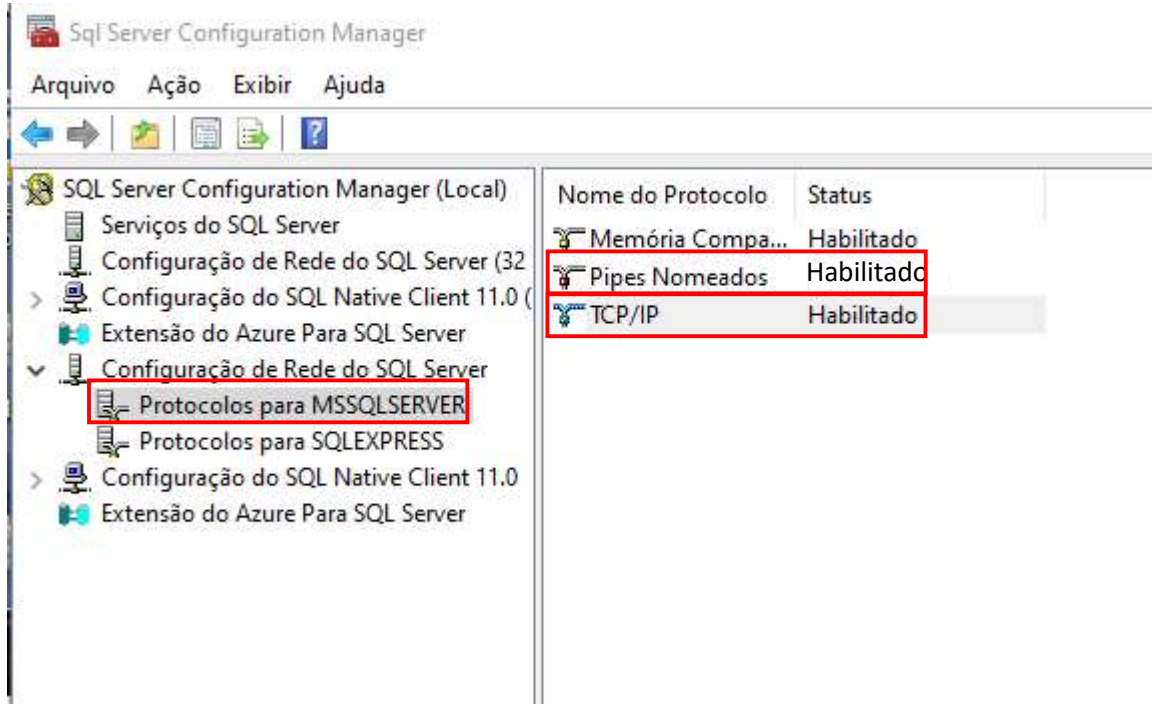 Sql Server Configuration Manager
Arquivo Ação Exibir Ajuda
SQL Server Configuration Manager (Local)
Serviços do SQL Server
Configuração de Rede do SQL Server (32
Configuração do SQL Native Client 11.0 (
Extensão do Azure Para SQL Server
Configuração de Rede do SQL Server
Protocolos para MSSQLSERVER
Protocolos para SQLEXPRESS
Configuração do SQL Native Client 11.0
Extensão do Azure Para SQL Server
Nome do Protocolo Status
Memória Compa... Habilitado
Pipes Nomeados Habilitado
TCP/IP Habilitado